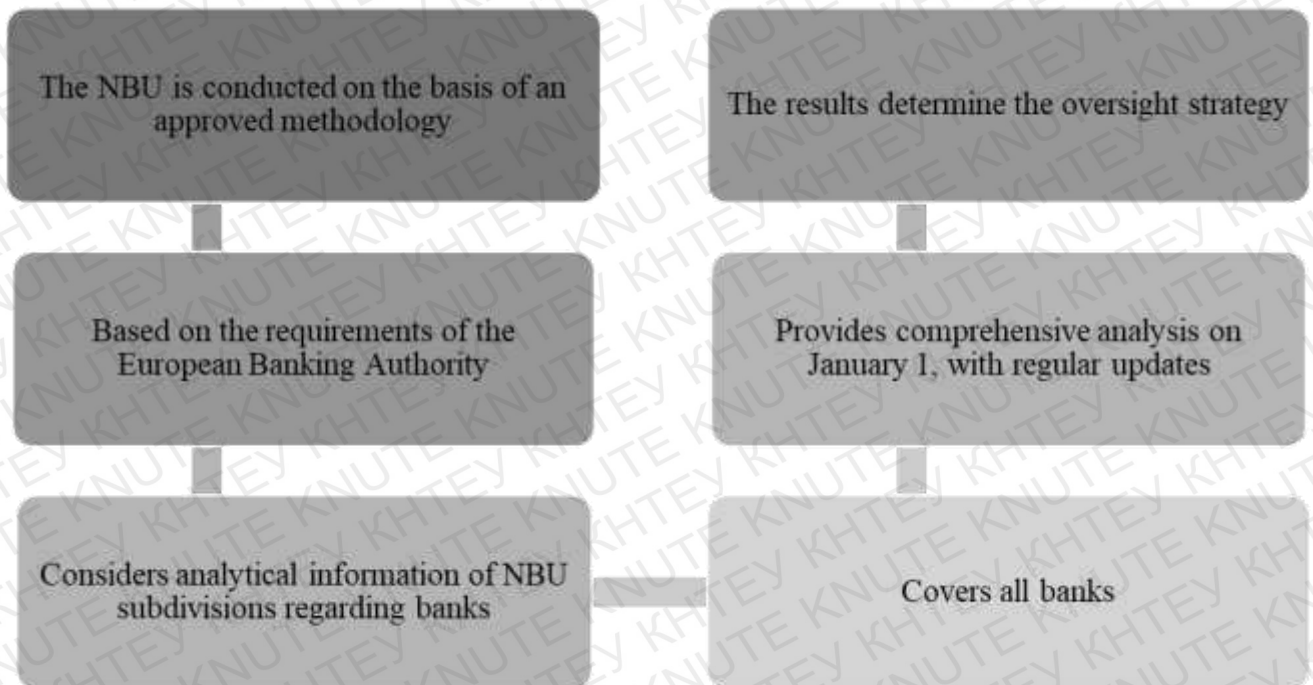 The NBU is conducted on the basis of an
approved methodology
Based on the requirements of the
European Banking Authority
Considers analytical information of NBU
subdivisions regarding banks
Covers all banks
Provides comprehensive analysis on
January 1, with regular updates
The results determine the oversight strategy